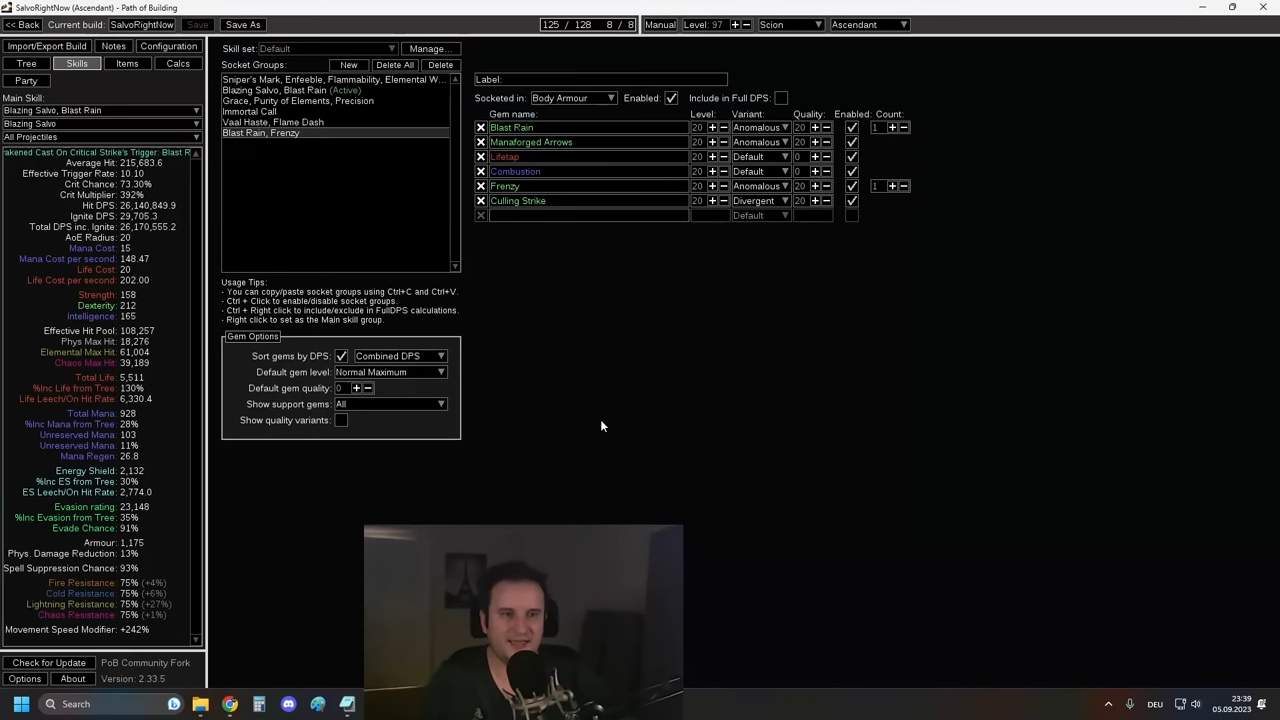 SalvoRightNow (Ascendant) - Path of Building
<< Back Current build: SalvoRightNow Save Save As 125 / 128 8 / 8 Manual Level: 97 + - Scion Ascendant
Import/Export Build Notes Configuration
Tree Skills Items Calcs
Party
Main Skill:
Blazing Salvo, Blast Rain
Blazing Salvo
All Projectiles
wakened Cast On Critical Strike's Trigger: Blast R
Average Hit: 215,683.6
Effective Trigger Rate: 10.10
Crit Chance: 73.30%
Crit Multiplier: 392%
Hit DPS: 26,140,849.9
Ignite DPS: 29,705.3
Total DPS inc. Ignite: 26,170,555.2
AoE Radius: 20
Mana Cost: 15
Mana Cost per second: 148.47
Life Cost: 20
Life Cost per second: 202.00
Strength: 158
Dexterity: 212
Intelligence: 165
Effective Hit Pool: 108,257
Phys Max Hit: 18,276
Elemental Max Hit: 61,004
Chaos Max Hit: 39,189
Total Life: 5,511
%Inc Life from Tree: 130%
Life Leech/On Hit Rate: 6,330.4
Total Mana: 928
%Inc Mana from Tree: 28%
Unreserved Mana: 103
Unreserved Mana: 11%
Mana Regen: 26.8
Energy Shield: 2,132
%Inc ES from Tree: 30%
ES Leech/On Hit Rate: 2,774.0
Evasion rating: 23,148
%Inc Evasion from Tree: 35%
Evade Chance: 91%
Armour: 1,175
Phys. Damage Reduction: 13%
Spell Suppression Chance: 93%
Fire Resistance: 75% (+4%)
Cold Resistance: 75% (+6%)
Lightning Resistance: 75% (+27%)
Chaos Resistance: 75% (+1%)
Movement Speed Modifier: +242%
Check for Update PoB Community Fork
Options About Version: 2.33.5
Skill set: Default Manage...
Socket Groups: New Delete All Delete
Sniper's Mark, Enfeeble, Flammability, Elemental W...
Blazing Salvo, Blast Rain (Active)
Grace, Purity of Elements, Precision
Immortal Call
Vaal Haste, Flame Dash
Blast Rain, Frenzy
Usage Tips:
- You can copy/paste socket groups using Ctrl+C and Ctrl+V.
- Ctrl + Click to enable/disable socket groups.
- Ctrl + Right click to include/exclude in FullDPS calculations.
- Right click to set as the Main skill group.
Gem Options
Sort gems by DPS: Combined DPS
Default gem level: Normal Maximum
Default gem quality: 0 + -
Show support gems: All
Show quality variants:
Label:
Socketed in: Body Armour Enabled: Include in Full DPS:
Gem name: Level: Variant: Quality: Enabled: Count:
Blast Rain 20 + - Anomalous 20 + - 1 + -
Manaforged Arrows 20 + - Anomalous 20 + -
Lifetap 20 + - Default 0 + -
Combustion 20 + - Default 0 + -
Frenzy 20 + - Anomalous 20 + - 1 + -
Culling Strike 20 + - Divergent 20 + -
Default
Search DEU 23:39
05.09.2023